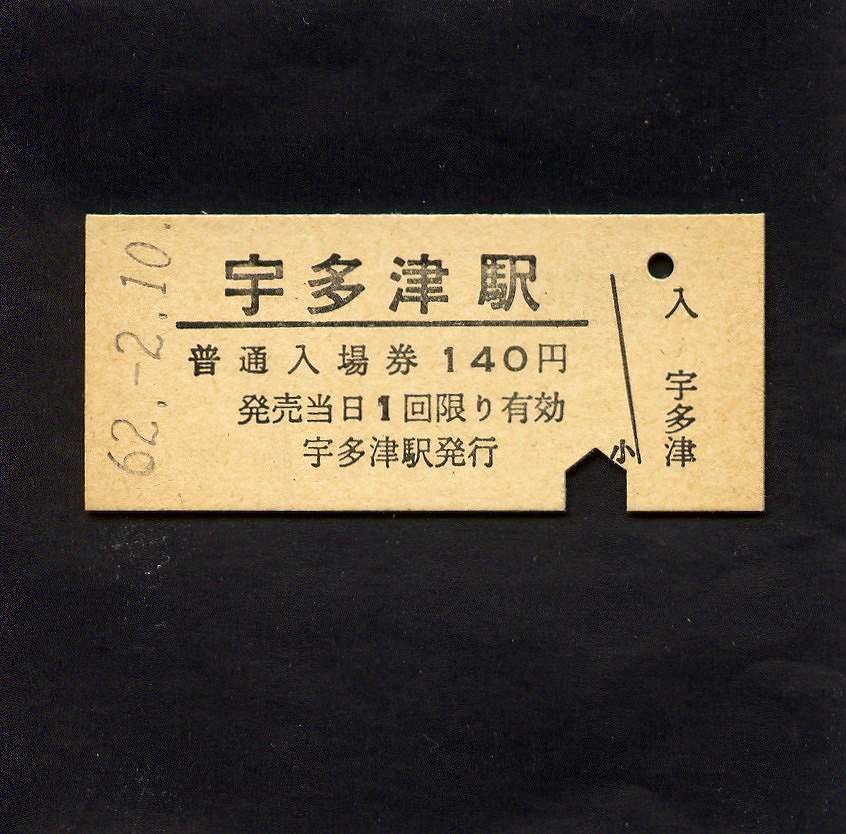 62.-2.10.
宇多津駅
普通入場券 140円
発売当日1回限り有効
宇多津駅発行
小
入
宇多津